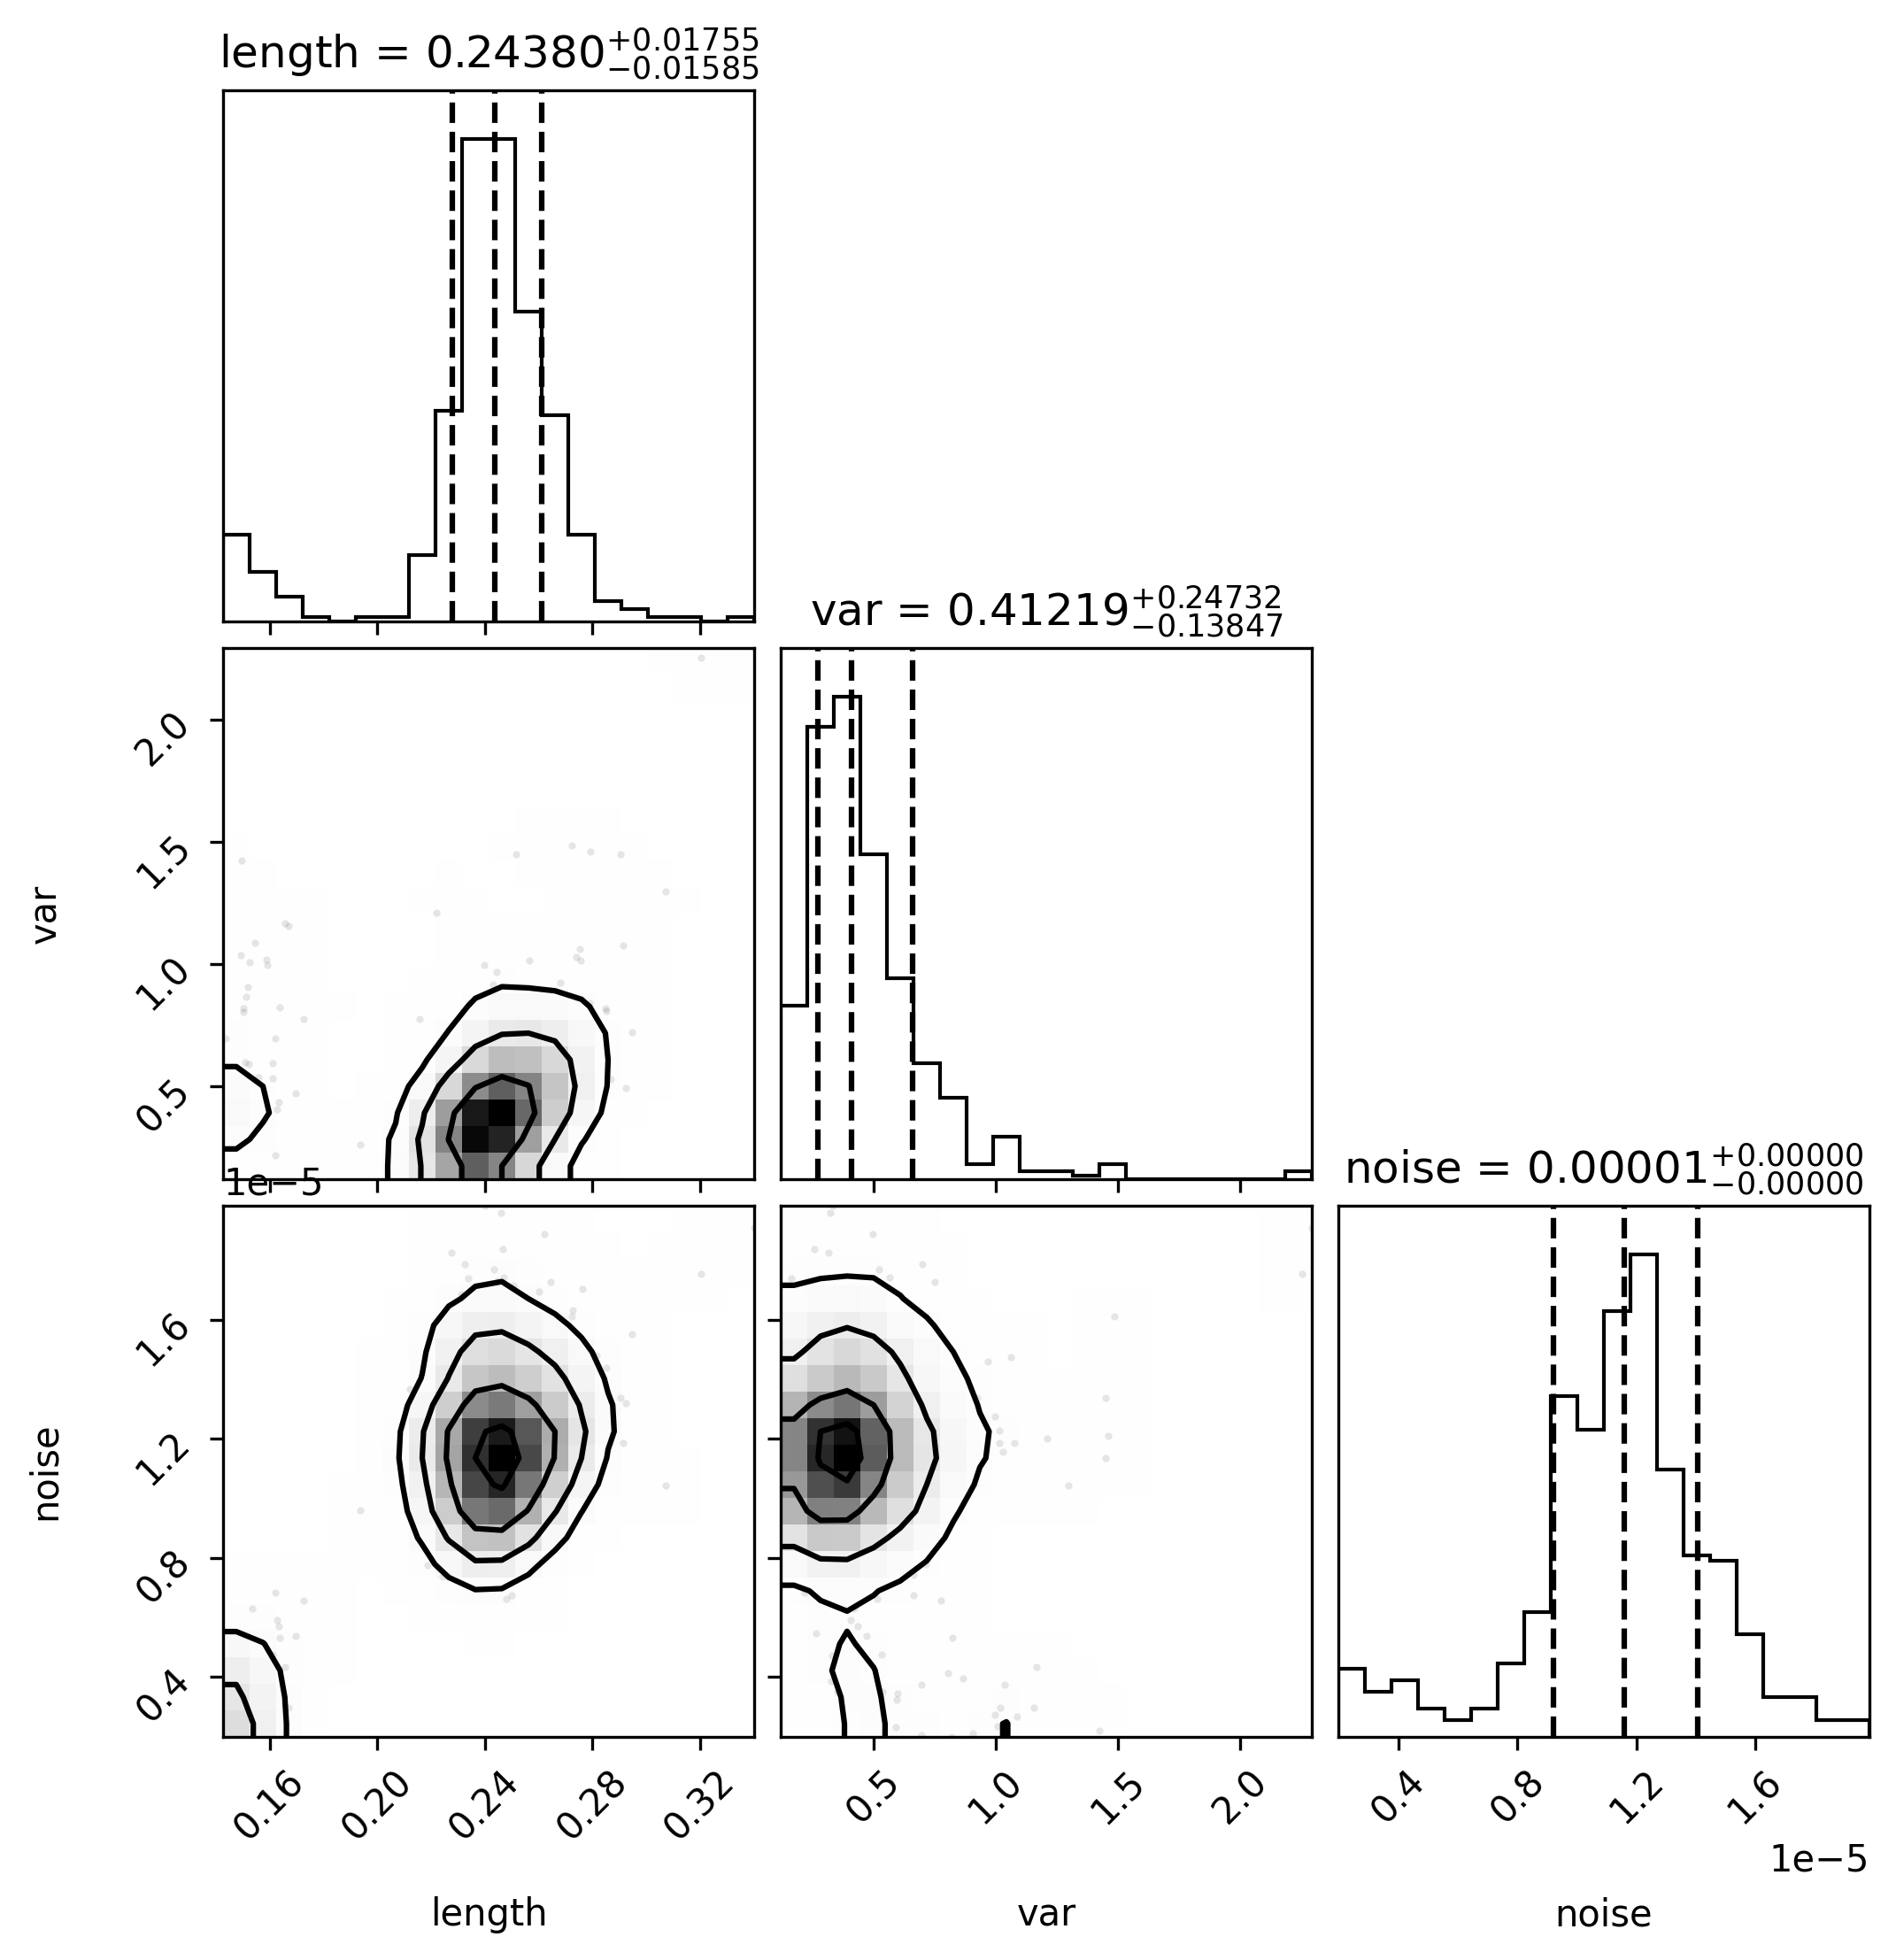 length = 0.24380+0.01755 −0.01585
var = 0.41219+0.24732 −0.13847
2.0
1.5
1.0
0.5
var
noise = 0.00001+0.00000 −0.00000
1e−5
1.6
1.2
0.8
0.4
noise
0.16 0.20 0.24 0.28 0.32 0.5 1.0 1.5 2.0 0.4 0.8 1.2 1.6
1e−5
length var noise